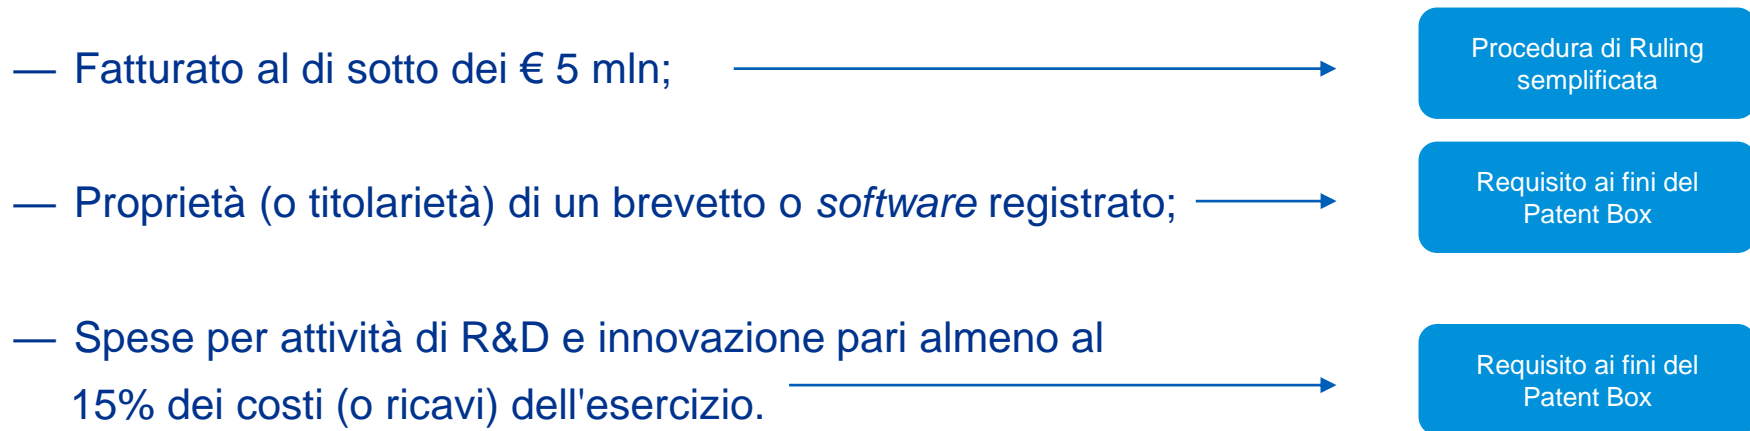 — Fatturato al di sotto dei € 5 mln;
Procedura di Ruling
semplificata
— Proprietà (o titolarietà) di un brevetto o software registrato;
Requisito ai fini del
Patent Box
— Spese per attività di R&D e innovazione pari almeno al
15% dei costi (o ricavi) dell'esercizio.
Requisito ai fini del
Patent Box